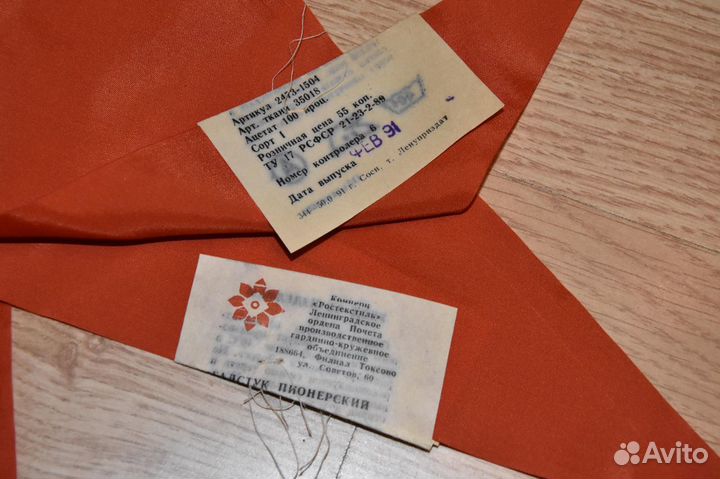 Артикул 2473-1504
Арт. ткани 35018
Ацетат 100 проц.
Сорт 1
Розничная цена 55 коп.
ТУ 17 РСФСР 21-23-2-89
Номер контролера 6
Дата выпуска ФЕВ 91
г. Сосн. т. Ленуприздат
Концерн
«Ростекстиль»
Ленинградское
ордена Почета
производственное
гардинно-кружевное
объединение
188664, Филиал Токсово
ул. Советов, 60
ГАЛСТУК ПИОНЕРСКИЙ
Avito